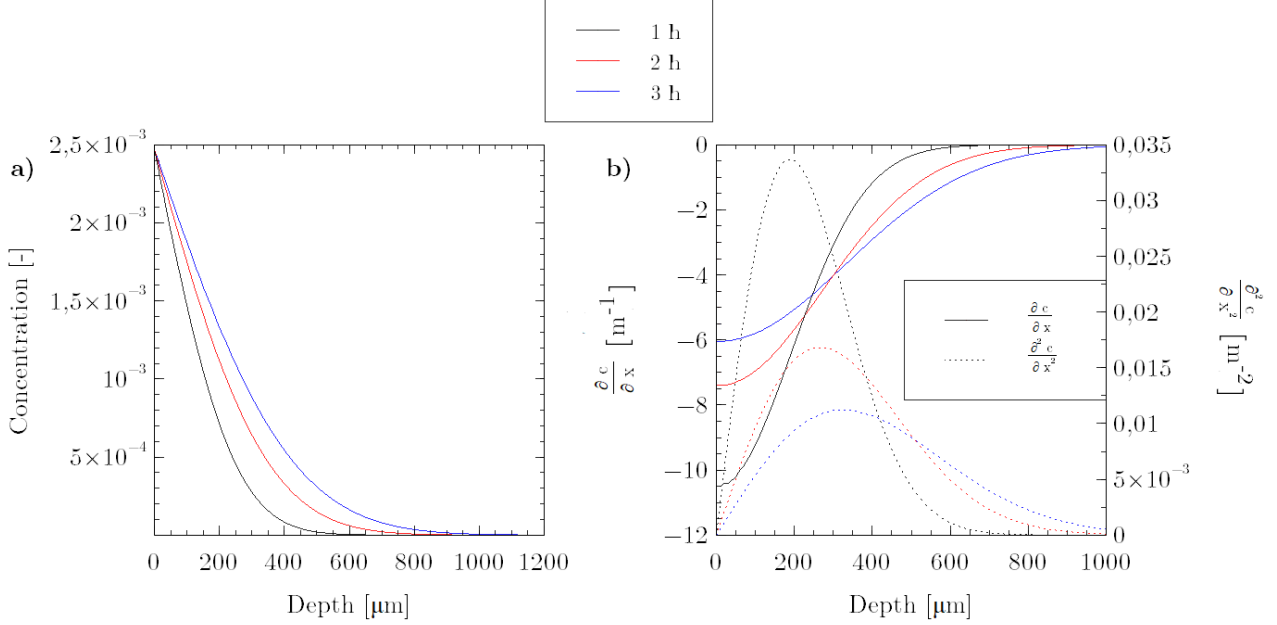 1 h
2 h
3 h
a)
2,5×10⁻³
2×10⁻³
1,5×10⁻³
10⁻³
5×10⁻⁴
Concentration [-]
0 200 400 600 800 1000 1200
Depth [μm]
b)
0
−2
−4
−6
−8
−10
−12
∂ c / ∂ x [m⁻¹]
0,035
0,03
0,025
0,02
0,015
0,01
5×10⁻³
0
∂² c / ∂ x² [m⁻²]
∂ c / ∂ x
∂² c / ∂ x²
0 200 400 600 800 1000
Depth [μm]